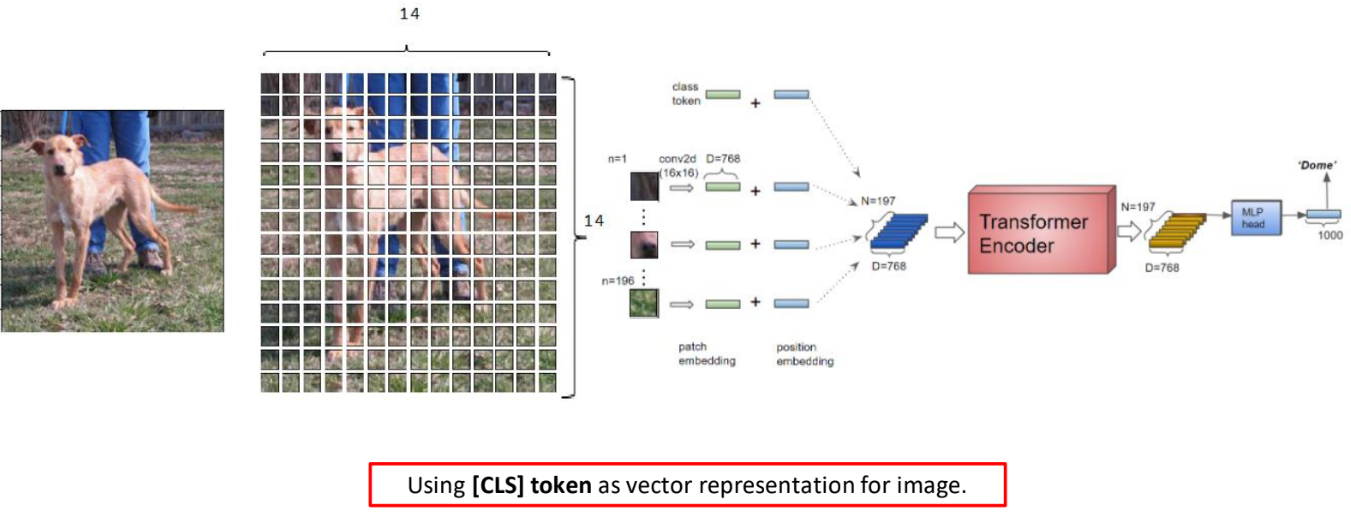 14
14
class
token
+
n=1
conv2d
(16x16)
D=768
+
+
n=196
+
patch
embedding
position
embedding
N=197
D=768
Transformer
Encoder
N=197
D=768
MLP
head
'Dome'
1000
Using [CLS] token as vector representation for image.